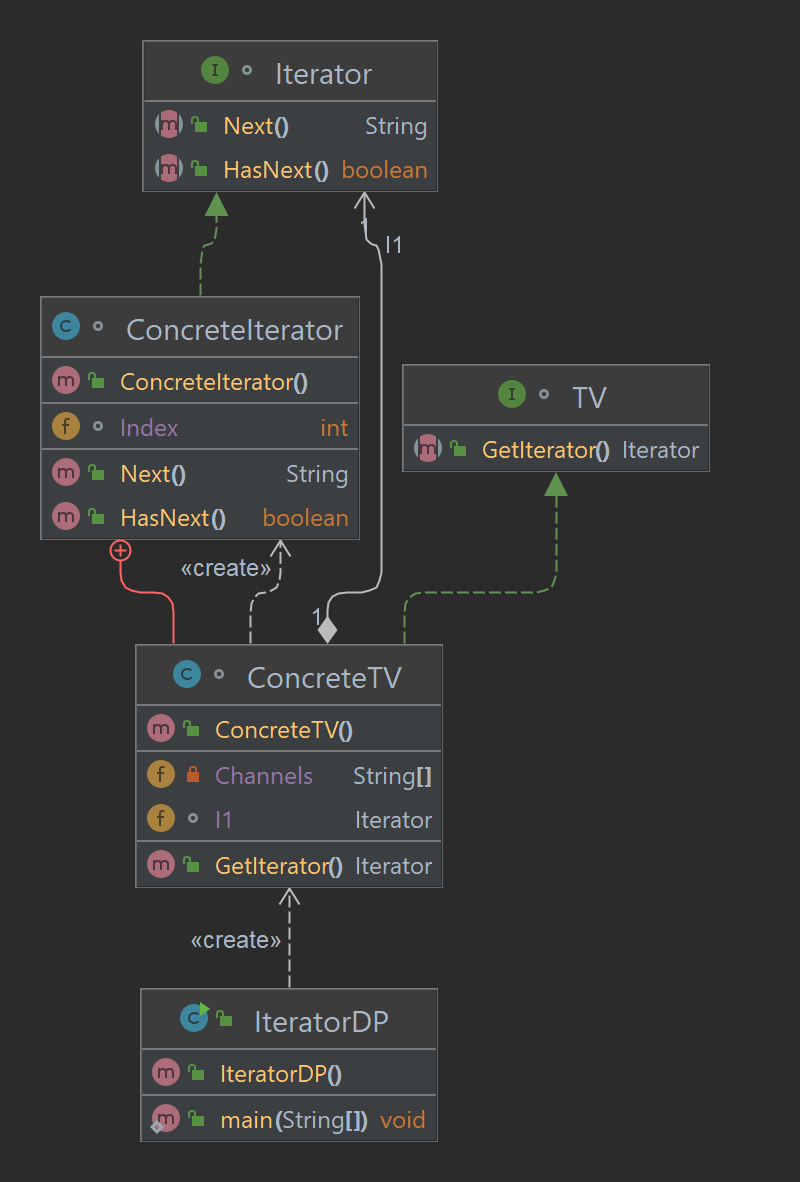 I Iterator
m Next() String
m HasNext() boolean
1
I1
C ConcreteIterator
m ConcreteIterator()
f Index int
m Next() String
m HasNext() boolean
I TV
m GetIterator() Iterator
«create»
1
C ConcreteTV
m ConcreteTV()
f Channels String[]
f I1 Iterator
m GetIterator() Iterator
«create»
C IteratorDP
m IteratorDP()
m main(String[]) void